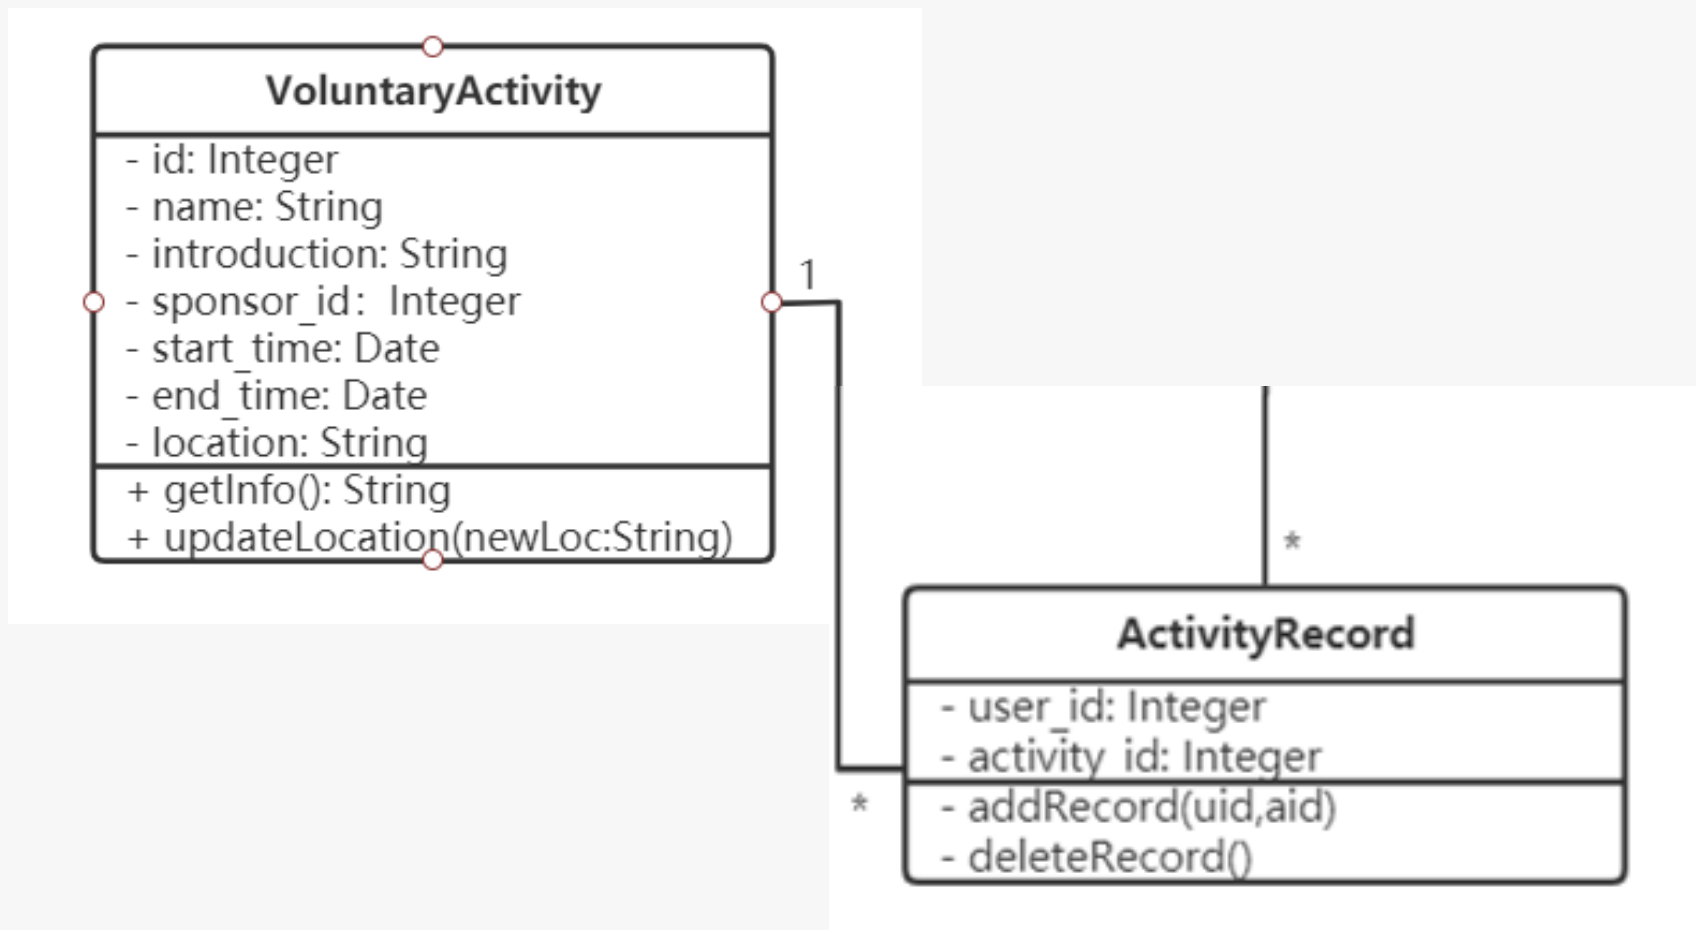 VoluntaryActivity
- id: Integer
- name: String
- introduction: String
- sponsor_id: Integer
- start_time: Date
- end_time: Date
- location: String
+ getInfo(): String
+ updateLocation(newLoc:String)
1
*
ActivityRecord
- user_id: Integer
- activity_id: Integer
- addRecord(uid,aid)
- deleteRecord()
*